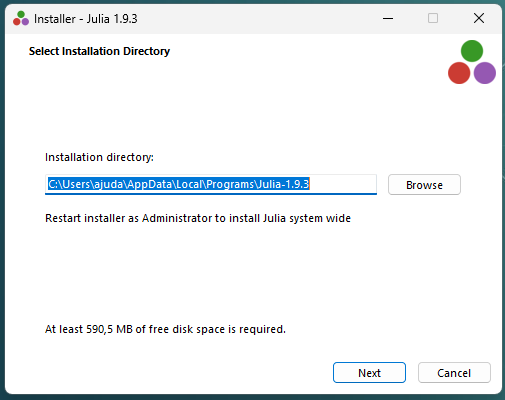 Installer - Julia 1.9.3
Select Installation Directory
Installation directory:
C:\Users\ajuda\AppData\Local\Programs\Julia-1.9.3
Browse
Restart installer as Administrator to install Julia system wide
At least 590,5 MB of free disk space is required.
Next
Cancel